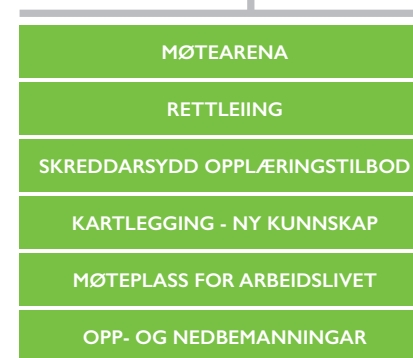 MØTEARENA
RETTLEIING
SKREDDARSYDD OPPLÆRINGSTILBOD
KARTLEGGING - NY KUNNSKAP
MØTEPLASS FOR ARBEIDSLIVET
OPP- OG NEDBEMANNINGAR